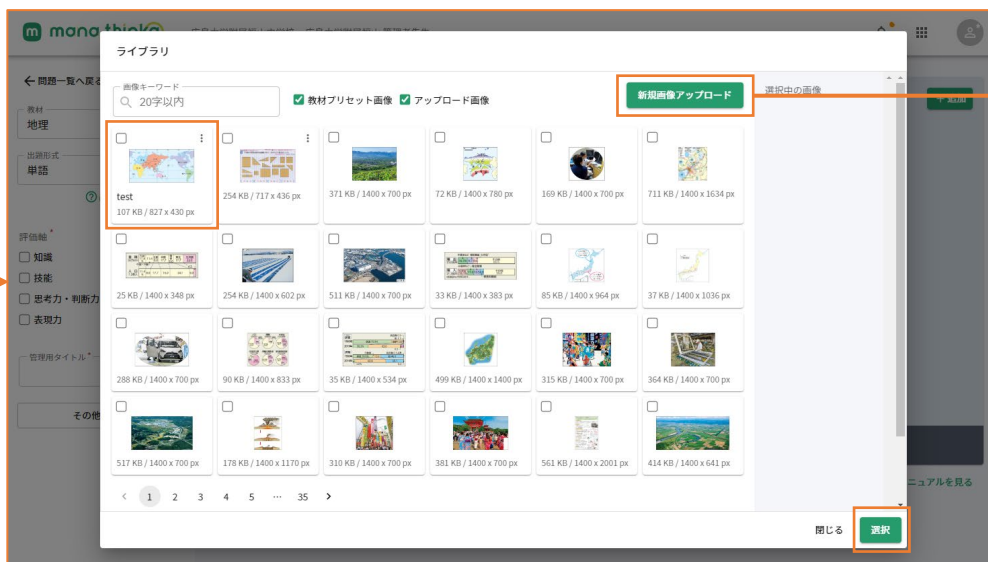 mana
ライブラリ
問題一覧へ戻る
画像キーワード
20字以内
教材プリセット画像
アップロード画像
新規画像アップロード
選択中の画像
+ 追加
教材
地理
出題形式
単語
評価軸*
知識
技能
思考力・判断力
表現力
管理用タイトル*
その他
test
107 KB / 827 x 430 px
254 KB / 717 x 436 px
371 KB / 1400 x 700 px
72 KB / 1400 x 780 px
169 KB / 1400 x 700 px
711 KB / 1400 x 1634 px
25 KB / 1400 x 348 px
254 KB / 1400 x 602 px
511 KB / 1400 x 700 px
33 KB / 1400 x 383 px
85 KB / 1400 x 964 px
37 KB / 1400 x 1036 px
288 KB / 1400 x 700 px
90 KB / 1400 x 833 px
35 KB / 1400 x 534 px
499 KB / 1400 x 1400 px
315 KB / 1400 x 700 px
364 KB / 1400 x 700 px
517 KB / 1400 x 700 px
178 KB / 1400 x 1170 px
310 KB / 1400 x 700 px
381 KB / 1400 x 700 px
561 KB / 1400 x 2001 px
414 KB / 1400 x 641 px
< 1 2 3 4 5 … 35 >
ニュアルを見る
閉じる
選択